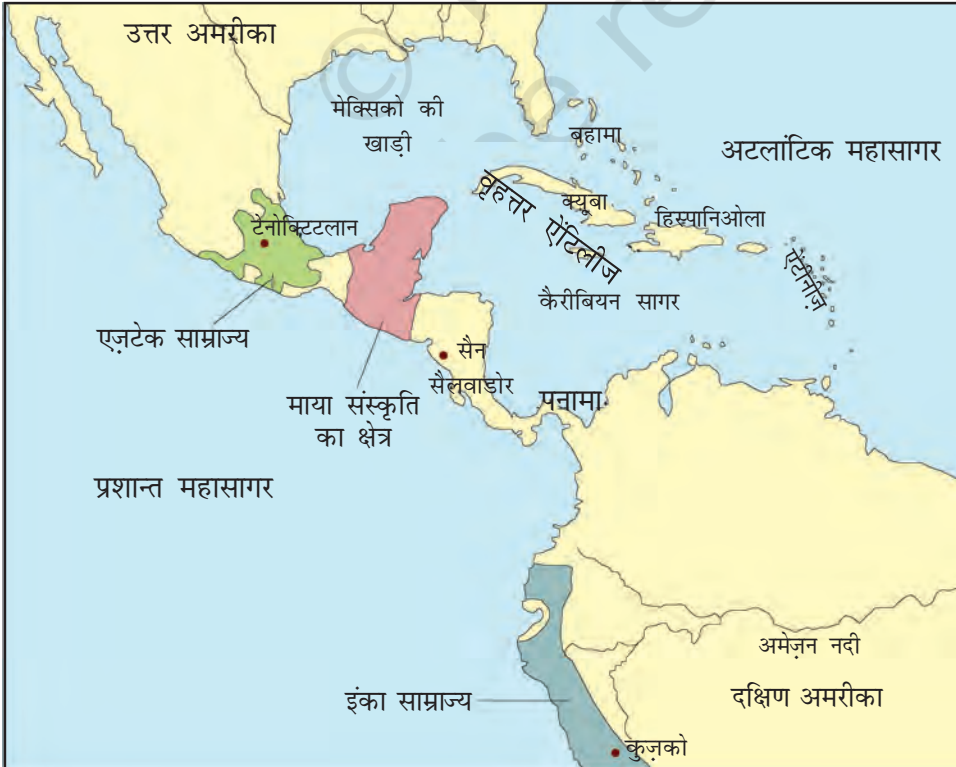 उत्तर अमरीका
मेक्सिको की
खाड़ी
बहामा
अटलांटिक महासागर
वृहत्तर ऐंटिलीज
क्यूबा
हिस्पानिओला
टेनोक्टिटलान
ऐंटीनीज़
कैरीबियन सागर
एज़टेक साम्राज्य
सैन
सैलवाडोर
माया संस्कृति
का क्षेत्र
पनामा
प्रशान्त महासागर
अमेज़न नदी
दक्षिण अमरीका
इंका साम्राज्य
कुज़को